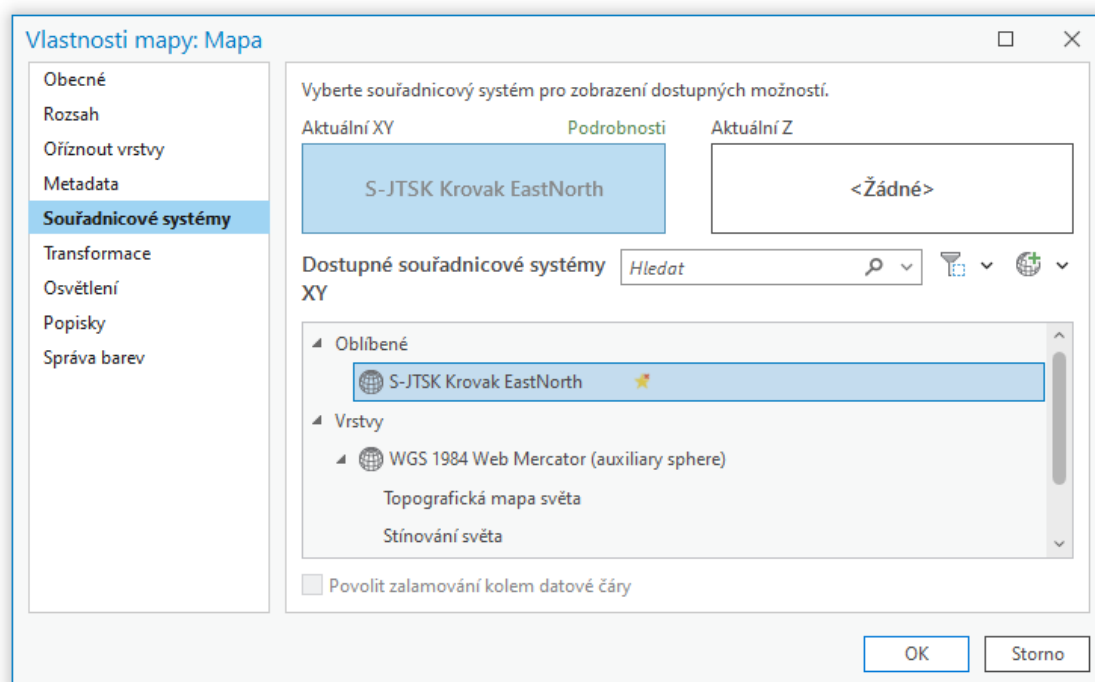 Vlastnosti mapy: Mapa
Obecné
Rozsah
Oříznout vrstvy
Metadata
Souřadnicové systémy
Transformace
Osvětlení
Popisky
Správa barev
Vyberte souřadnicový systém pro zobrazení dostupných možností.
Aktuální XY Podrobnosti Aktuální Z
S-JTSK Krovak EastNorth <Žádné>
Dostupné souřadnicové systémy Hledat
XY
Oblíbené
S-JTSK Krovak EastNorth
Vrstvy
WGS 1984 Web Mercator (auxiliary sphere)
Topografická mapa světa
Stínování světa
Povolit zalamování kolem datové čáry
OK Storno